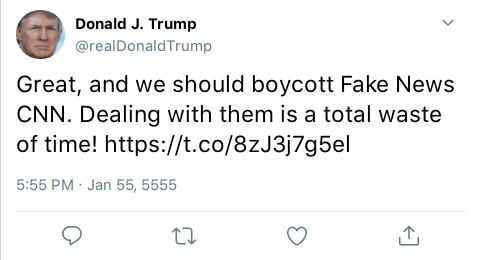 Donald J. Trump
@realDonaldTrump
Great, and we should boycott Fake News
CNN. Dealing with them is a total waste
of time! https://t.co/8zJ3j7g5el
5:55 PM · Jan 55, 5555